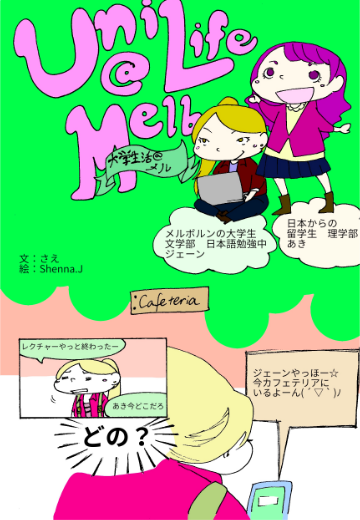 Uni Life
@
Melb
大学生活@
メル
メルボルンの大学生
文学部　日本語勉強中
ジェーン
日本からの
留学生　理学部
あき
文：さえ
絵：Shenna.J
:Cafeteria
レクチャーやっと終わったー
あき今どこだろ
どの？
ジェーンやっほー☆
今カフェテリアに
いるよーん(´▽`)ﾉ